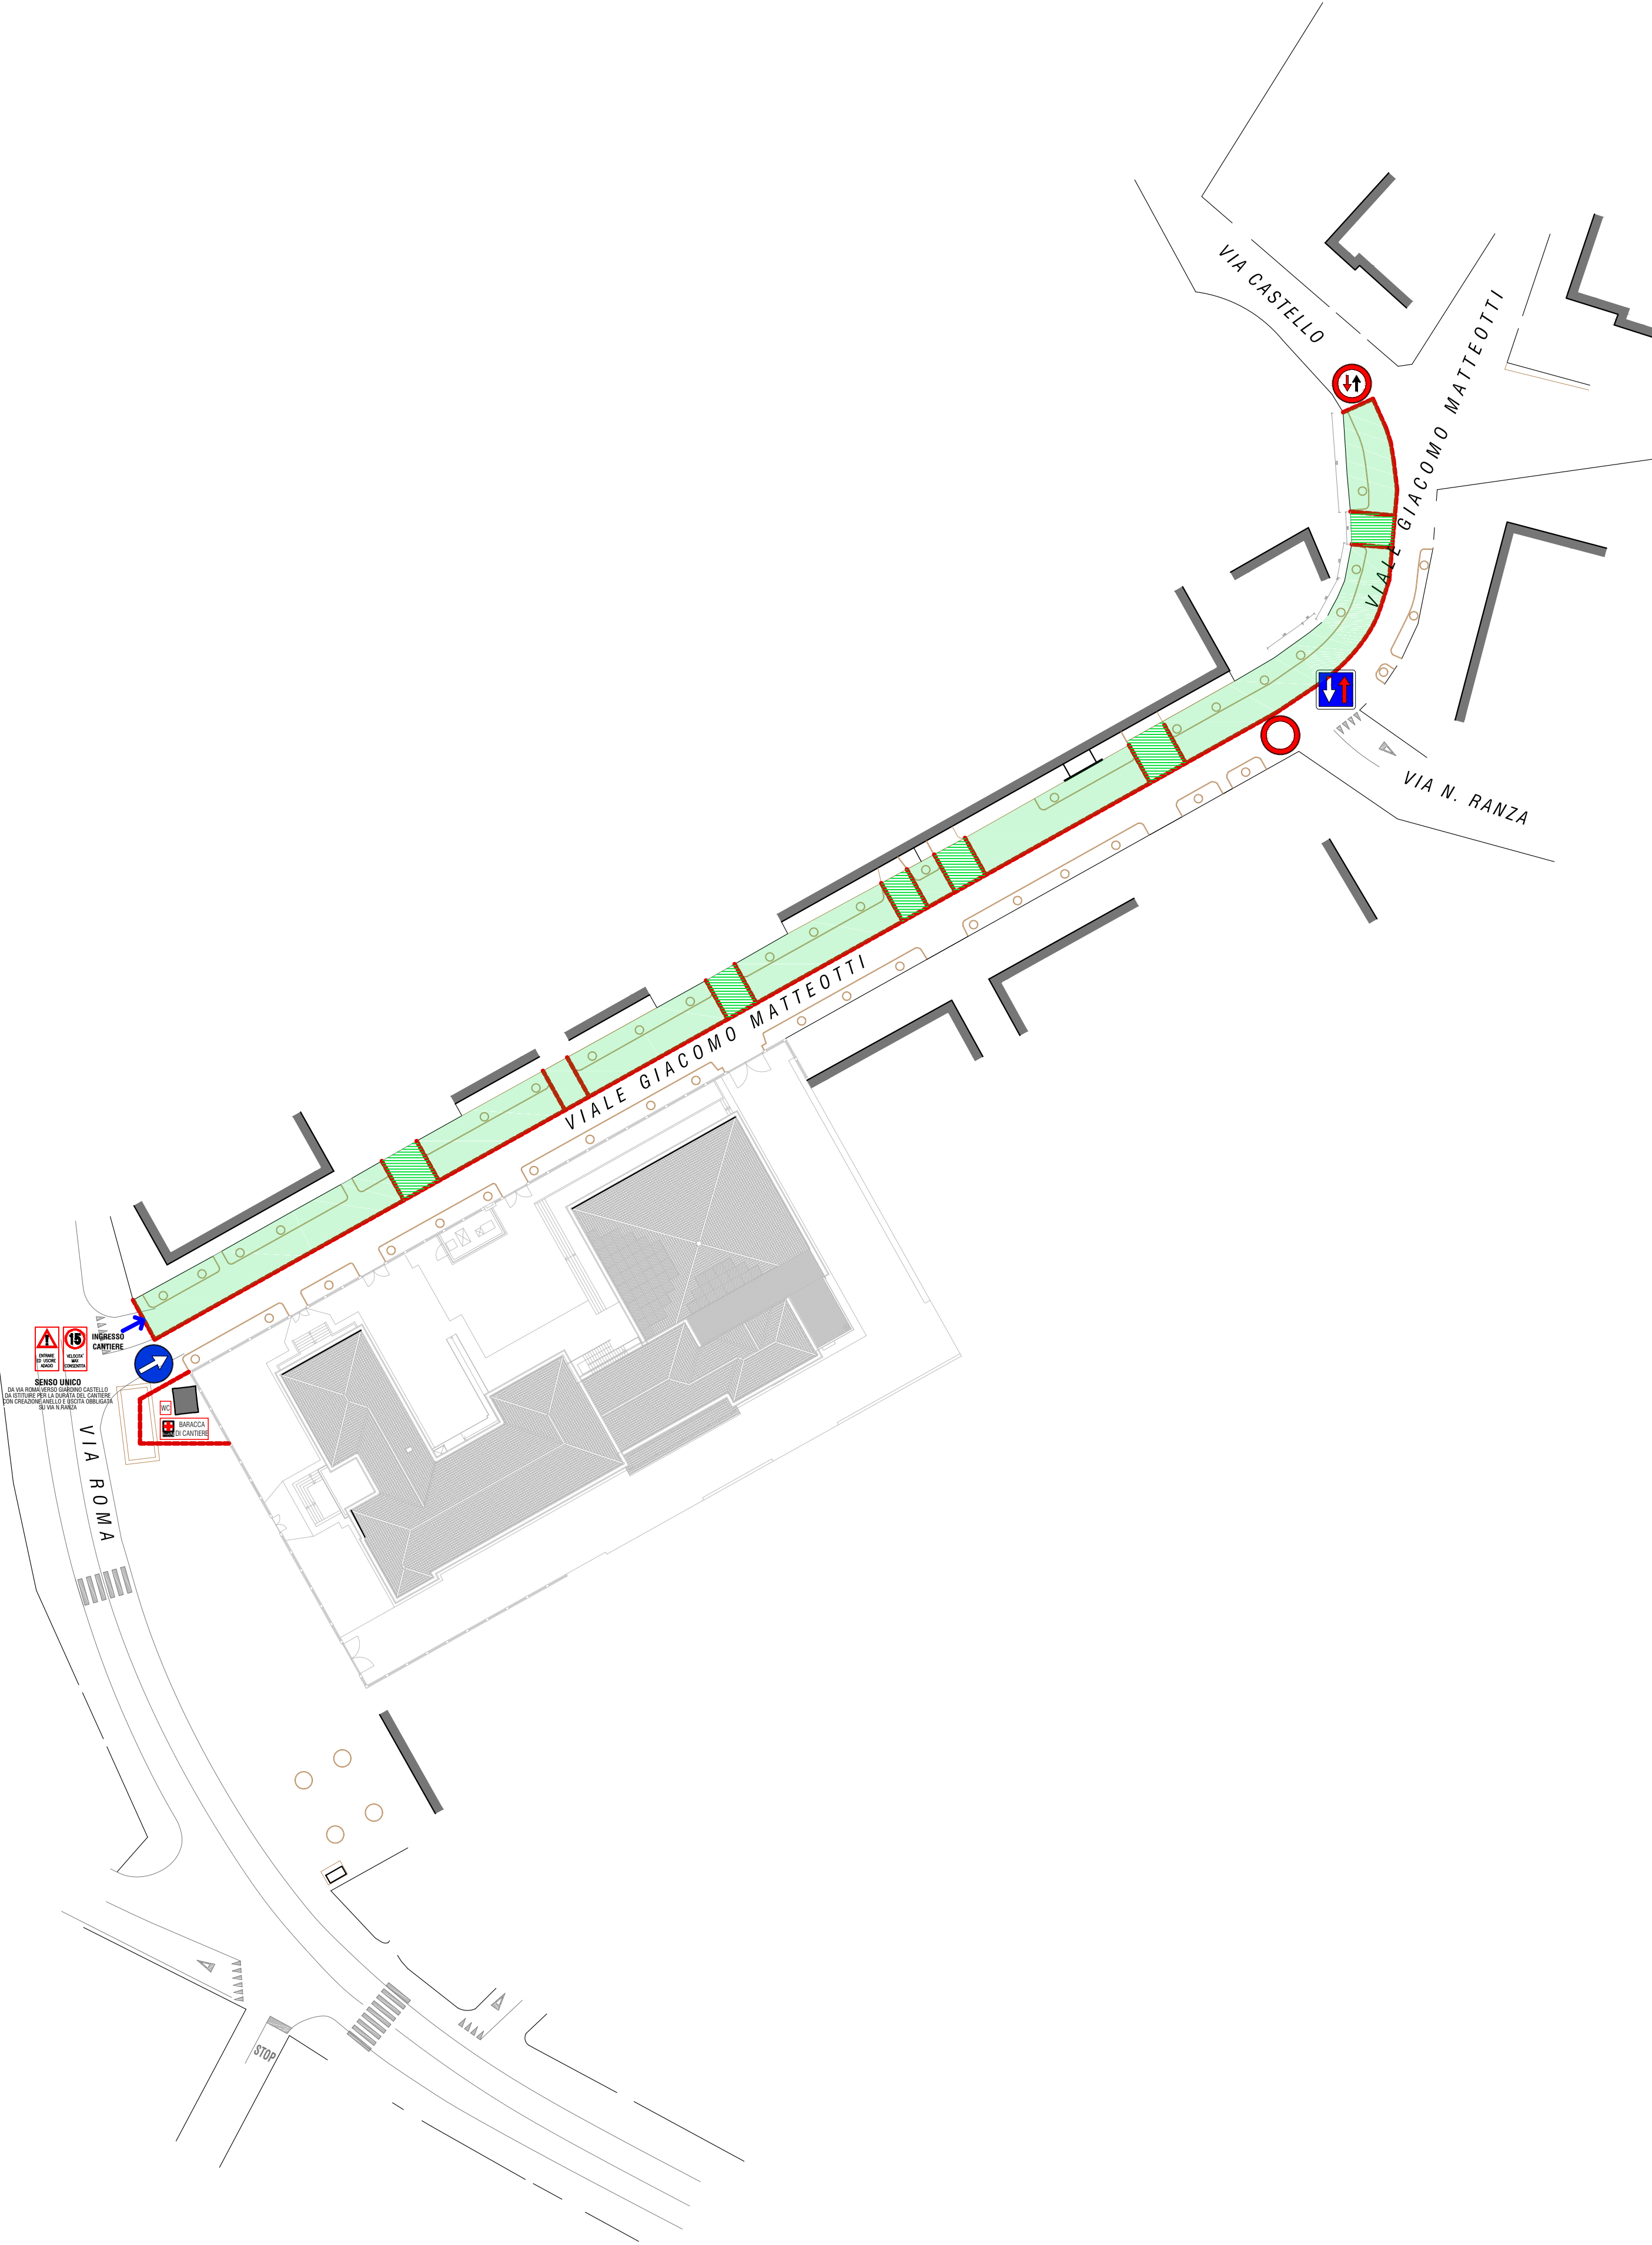 VIA CASTELLO
VIALE GIACOMO MATTEOTTI
VIA N. RANZA
VIALE GIACOMO MATTEOTTI
!
ENTRARE
ED USCIRE
ADAGIO
15
VELOCITA'
MAX
CONSENTITA
INGRESSO
CANTIERE
SENSO UNICO
DA VIA ROMA VERSO GIARDINO CASTELLO
DA ISTITUIRE PER LA DURATA DEL CANTIERE
CON CREAZIONE ANELLO E USCITA OBBLIGATA
SU VIA N.RANZA
WC
BARACCA
DI CANTIERE
VIA ROMA
STOP